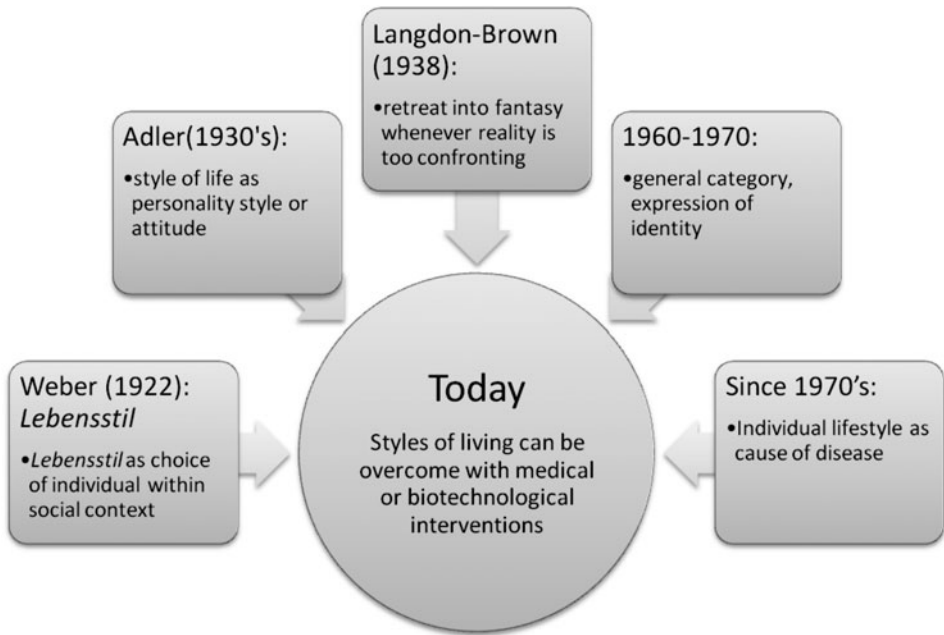 Weber (1922):
Lebensstil
•Lebensstil as choice
of individual within
social context
Adler(1930's):
•style of life as
personality style or
attitude
Langdon-Brown
(1938):
•retreat into fantasy
whenever reality is
too confronting
1960-1970:
•general category,
expression of
identity
Since 1970’s:
•Individual lifestyle as
cause of disease
Today
Styles of living can be
overcome with medical
or biotechnological
interventions